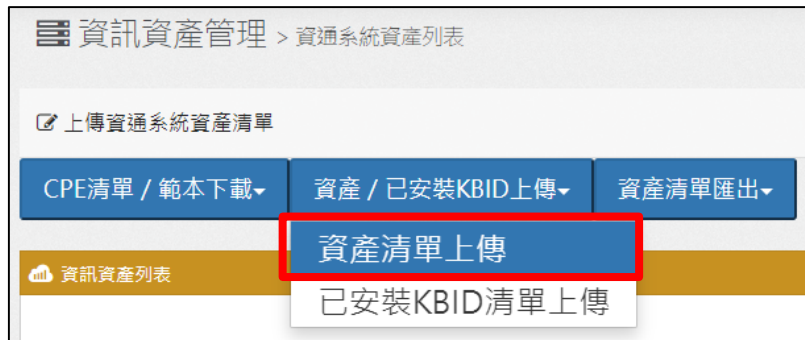 資訊資產管理 > 資通系統資產列表
上傳資通系統資產清單
CPE清單 / 範本下載 資產 / 已安裝KBID上傳 資產清單匯出
資產清單上傳
資訊資產列表
已安裝KBID清單上傳